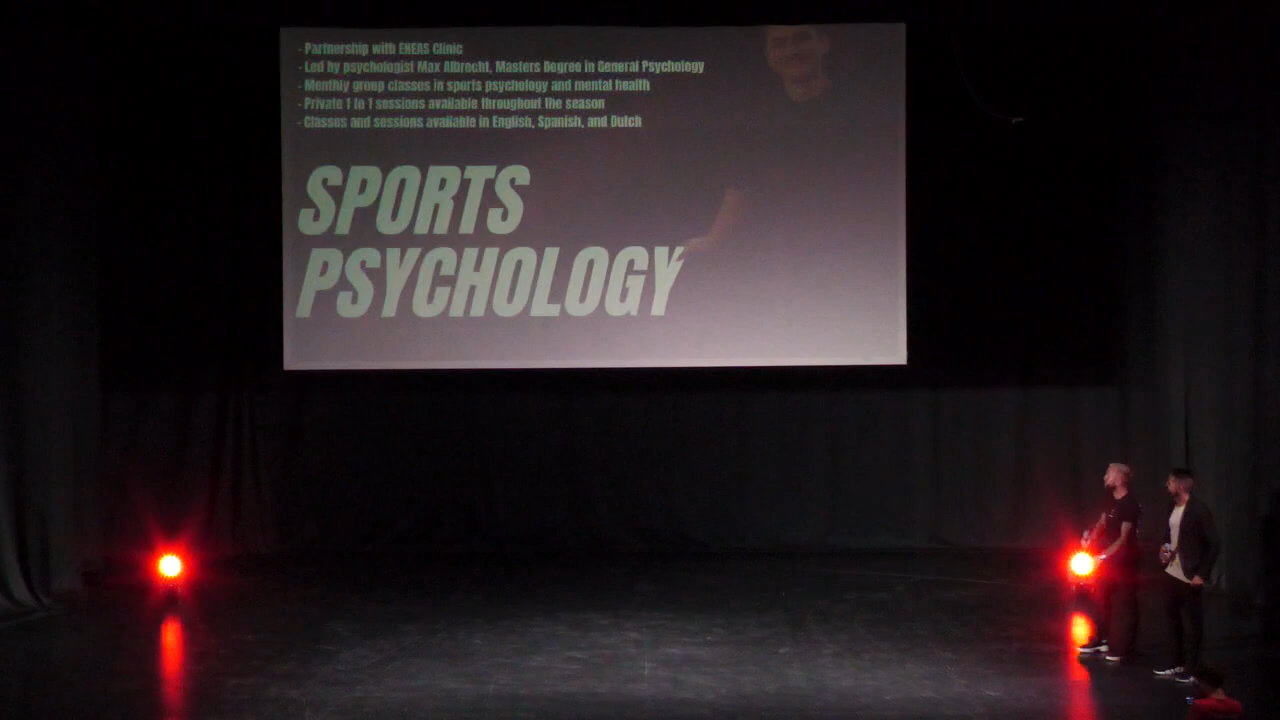 - Partnership with ENEAS Clinic
- Led by psychologist Max Albrecht, Masters Degree in General Psychology
- Monthly group classes in sports psychology and mental health
- Private 1 to 1 sessions available throughout the season
- Classes and sessions available in English, Spanish, and Dutch
SPORTS
PSYCHOLOGY